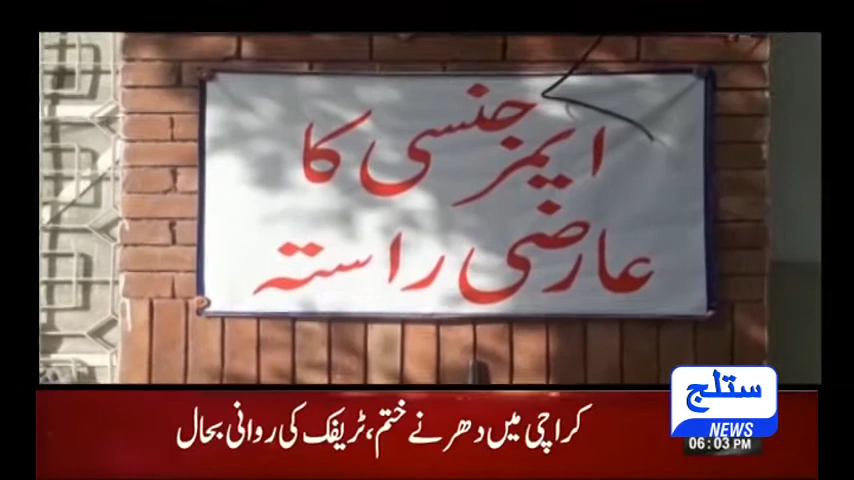 ایمرجنسی کا
عارضی راستہ
کراچی میں دھرنے ختم، ٹریفک کی روانی بحال
ستلج
NEWS
06:03 PM